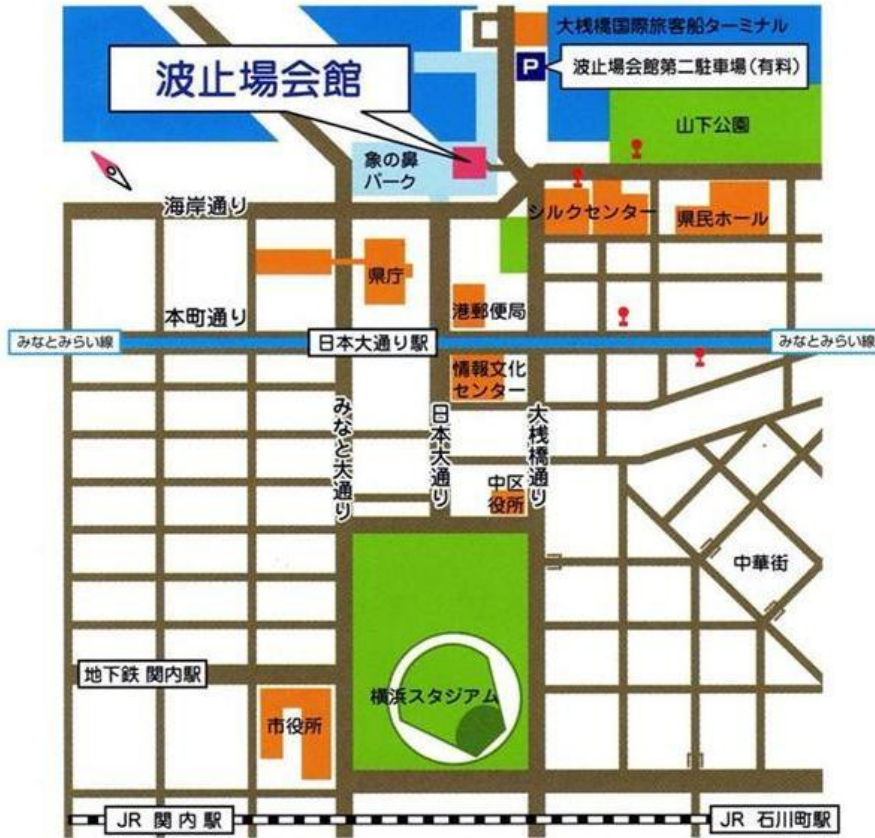 大桟橋国際旅客船ターミナル
波止場会館
P
波止場会館第二駐車場(有料)
山下公園
象の鼻
パーク
海岸通り
シルクセンター
県民ホール
県庁
港郵便局
本町通り
みなとみらい線
日本大通り駅
みなとみらい線
情報文化
センター
みなと大通り
日本大通り
大桟橋通り
中区
役所
中華街
地下鉄 関内駅
横浜スタジアム
市役所
JR 関内駅
JR 石川町駅